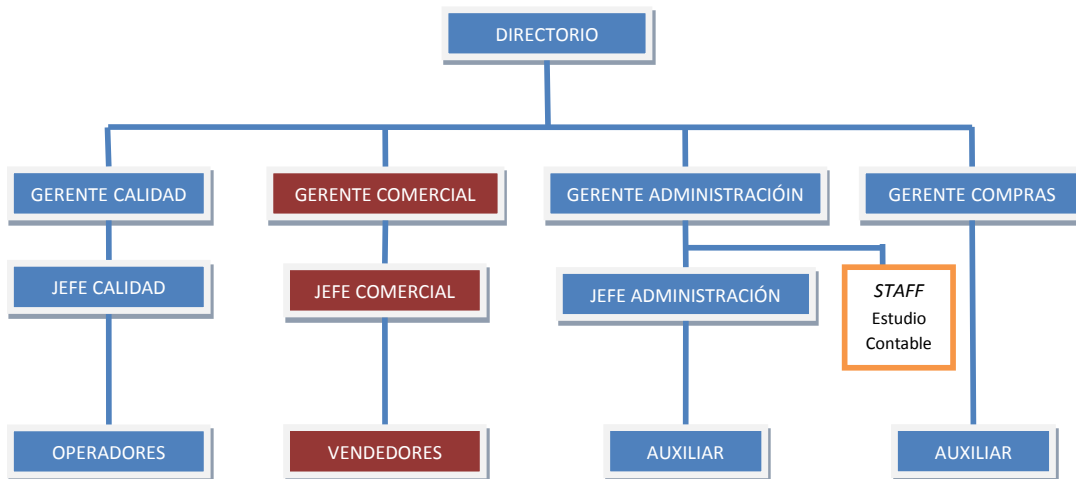 DIRECTORIO
GERENTE CALIDAD
GERENTE COMERCIAL
GERENTE ADMINISTRACIÓIN
GERENTE COMPRAS
JEFE CALIDAD
JEFE COMERCIAL
JEFE ADMINISTRACIÓN
STAFF
Estudio
Contable
OPERADORES
VENDEDORES
AUXILIAR
AUXILIAR